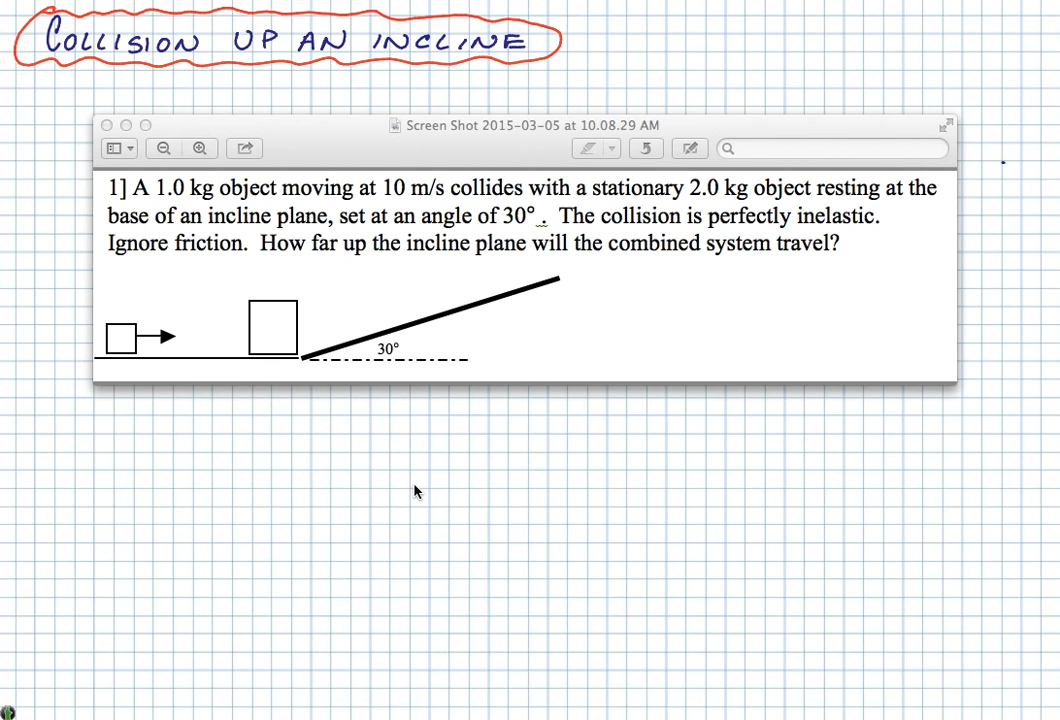 COLLISION UP AN INCLINE
Screen Shot 2015-03-05 at 10.08.29 AM
1] A 1.0 kg object moving at 10 m/s collides with a stationary 2.0 kg object resting at the
base of an incline plane, set at an angle of 30° . The collision is perfectly inelastic.
Ignore friction. How far up the incline plane will the combined system travel?
30°